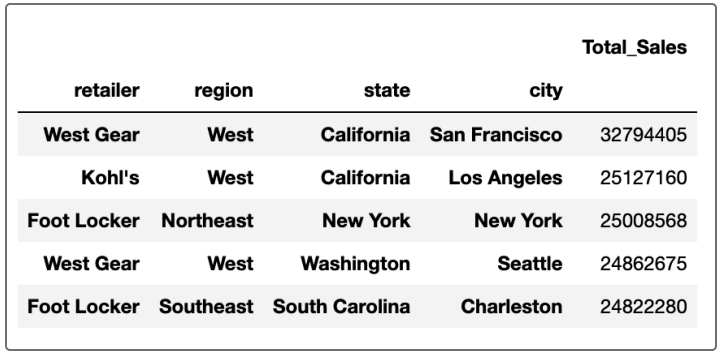 Total_Sales
retailer region state city
West Gear West California San Francisco 32794405
Kohl's West California Los Angeles 25127160
Foot Locker Northeast New York New York 25008568
West Gear West Washington Seattle 24862675
Foot Locker Southeast South Carolina Charleston 24822280